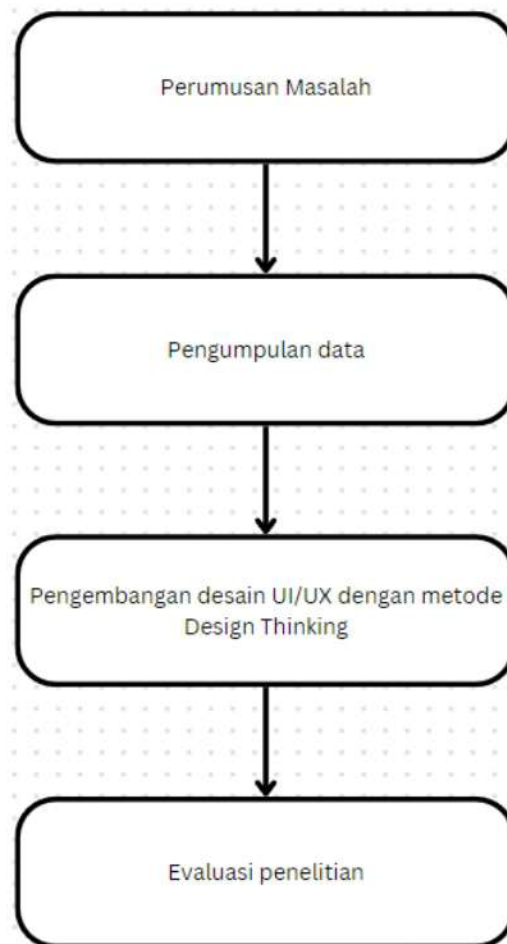 Perumusan Masalah
Pengumpulan data
Pengembangan desain UI/UX dengan metode
Design Thinking
Evaluasi penelitian